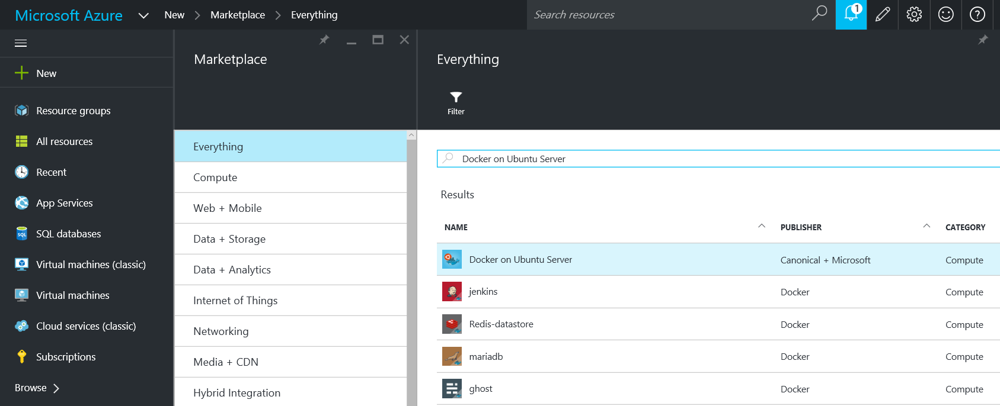 Microsoft Azure
New
Marketplace
Everything
Search resources
1
?
New
Resource groups
All resources
Recent
App Services
SQL
SQL databases
Virtual machines (classic)
Virtual machines
Cloud services (classic)
Subscriptions
Browse
Marketplace
Everything
Compute
Web + Mobile
Data + Storage
Data + Analytics
Internet of Things
Networking
Media + CDN
Hybrid Integration
Everything
Filter
Docker on Ubuntu Server
Results
NAME PUBLISHER CATEGORY
Docker on Ubuntu Server Canonical + Microsoft Compute
jenkins Docker Compute
Redis-datastore Docker Compute
mariadb Docker Compute
ghost Docker Compute